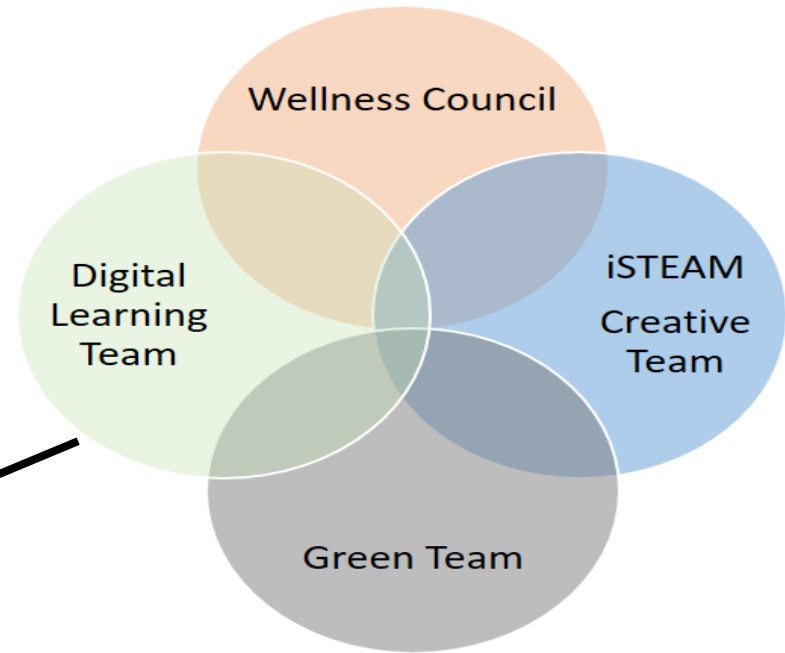 Wellness Council
Digital
Learning
Team
iSTEAM
Creative
Team
Green Team